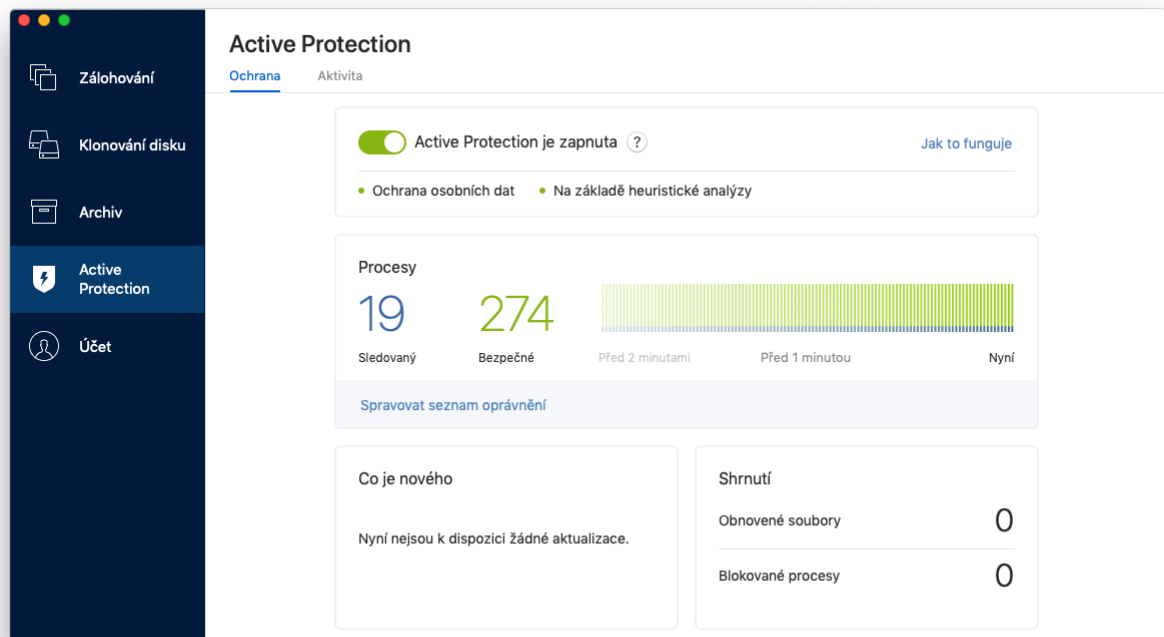 Zálohování
Klonování disku
Archiv
Active
Protection
Účet
Active Protection
Ochrana Aktivita
Active Protection je zapnuta ? Jak to funguje
Ochrana osobních dat Na základě heuristické analýzy
Procesy
19 274
Sledovaný Bezpečné Před 2 minutami Před 1 minutou Nyní
Spravovat seznam oprávnění
Co je nového
Nyní nejsou k dispozici žádné aktualizace.
Shrnutí
Obnovené soubory 0
Blokované procesy 0